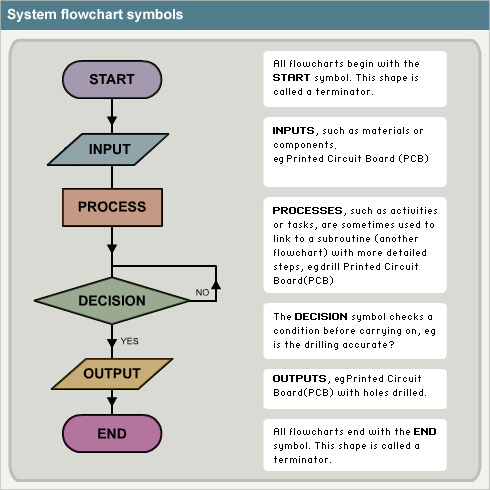 System flowchart symbols
START
All flowcharts begin with the
START symbol. This shape is
called a terminator.
INPUT
INPUTS, such as materials or
components,
eg Printed Circuit Board (PCB)
PROCESS
PROCESSES, such as activities
or tasks, are sometimes used to
link to a subroutine (another
flowchart) with more detailed
steps, eg drill Printed Circuit
Board(PCB)
DECISION
NO
The DECISION symbol checks a
condition before carrying on, eg
is the drilling accurate?
YES
OUTPUT
OUTPUTS, eg Printed Circuit
Board(PCB) with holes drilled.
END
All flowcharts end with the END
symbol. This shape is called a
terminator.